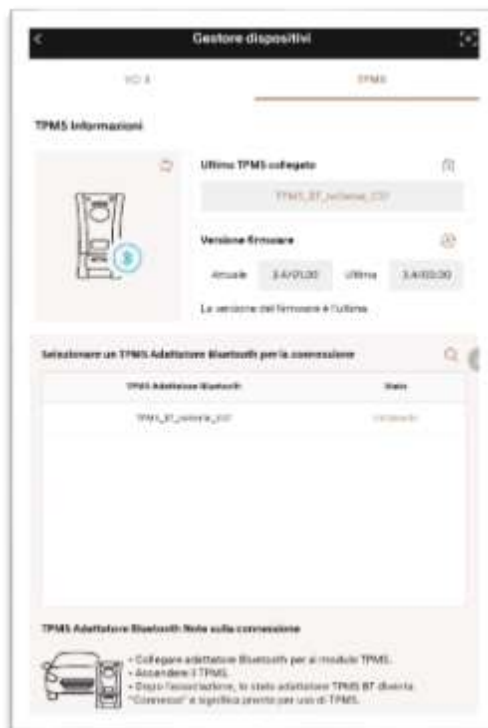 Gestore dispositivi
TPMS
TPMS Informazioni
Ultimo TPMS collegato
Versione firmware
Attuale
Ultima
La versione del firmware è l'ultima
Selezionare un TPMS Adattatore Bluetooth per la connessione
TPMS Adattatore Bluetooth
Stato
TPMS Adattatore Bluetooth Note sulla connessione
• Collegare adattatore Bluetooth per al modulo TPMS.
• Accendere il TPMS.
• Dopo l'associazione, lo stato adattatore TPMS BT diventa
"Connesso" e significa pronto per uso di TPMS.